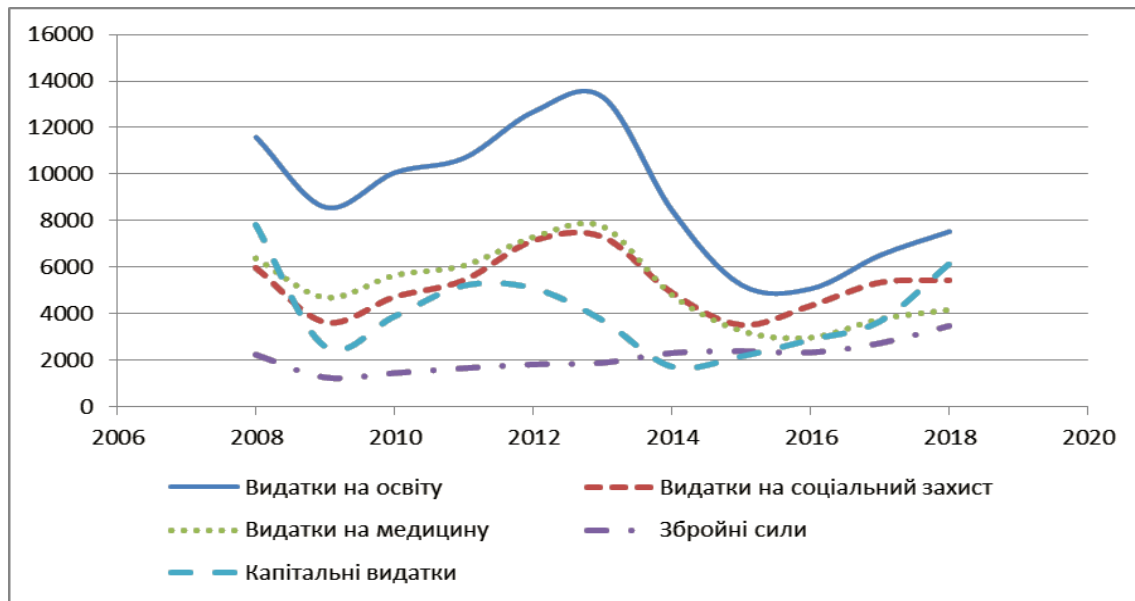 16000
14000
12000
10000
8000
6000
4000
2000
0
2006 2008 2010 2012 2014 2016 2018 2020
Видатки на освіту Видатки на соціальний захист
Видатки на медицину Збройні сили
Капітальні видатки